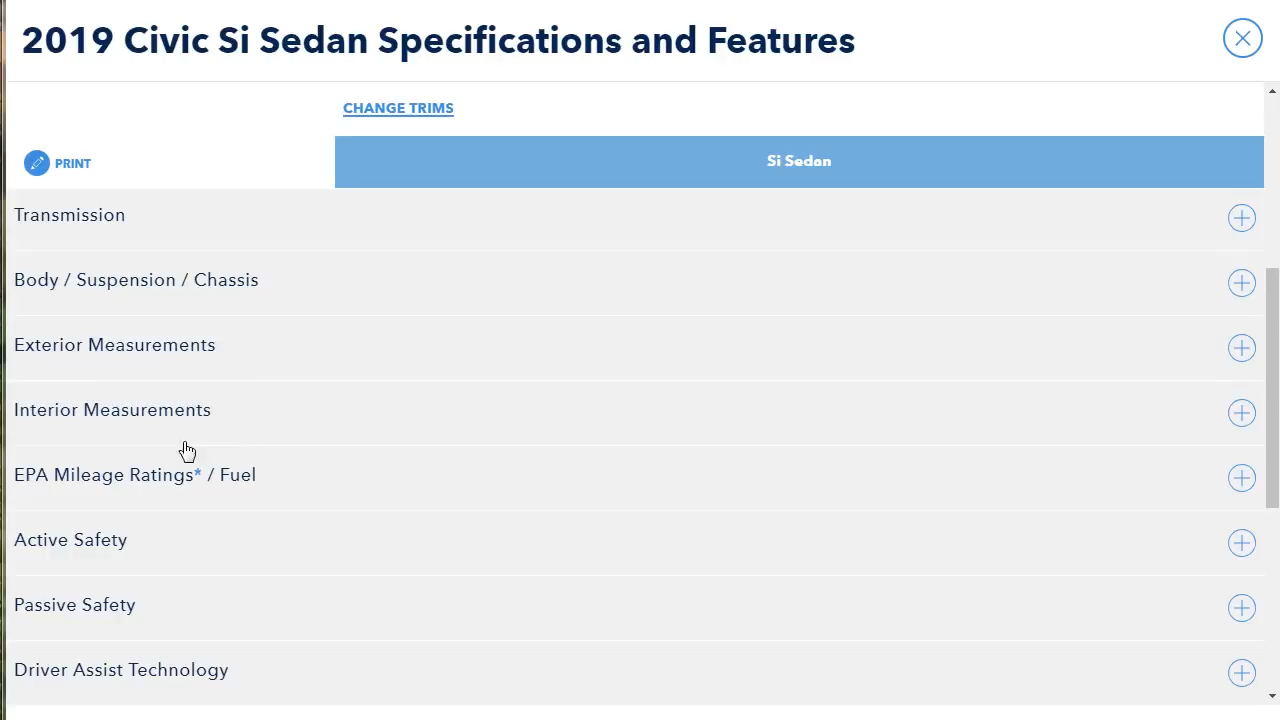 2019 Civic Si Sedan Specifications and Features
CHANGE TRIMS
PRINT
Si Sedan
Transmission
Body / Suspension / Chassis
Exterior Measurements
Interior Measurements
EPA Mileage Ratings* / Fuel
Active Safety
Passive Safety
Driver Assist Technology